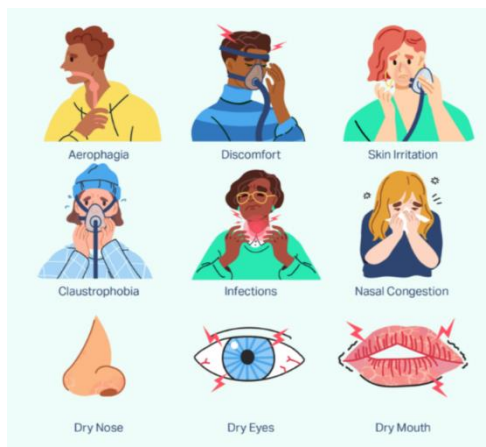 Aerophagia
Discomfort
Skin Irritation
Claustrophobia
Infections
Nasal Congestion
Dry Nose
Dry Eyes
Dry Mouth